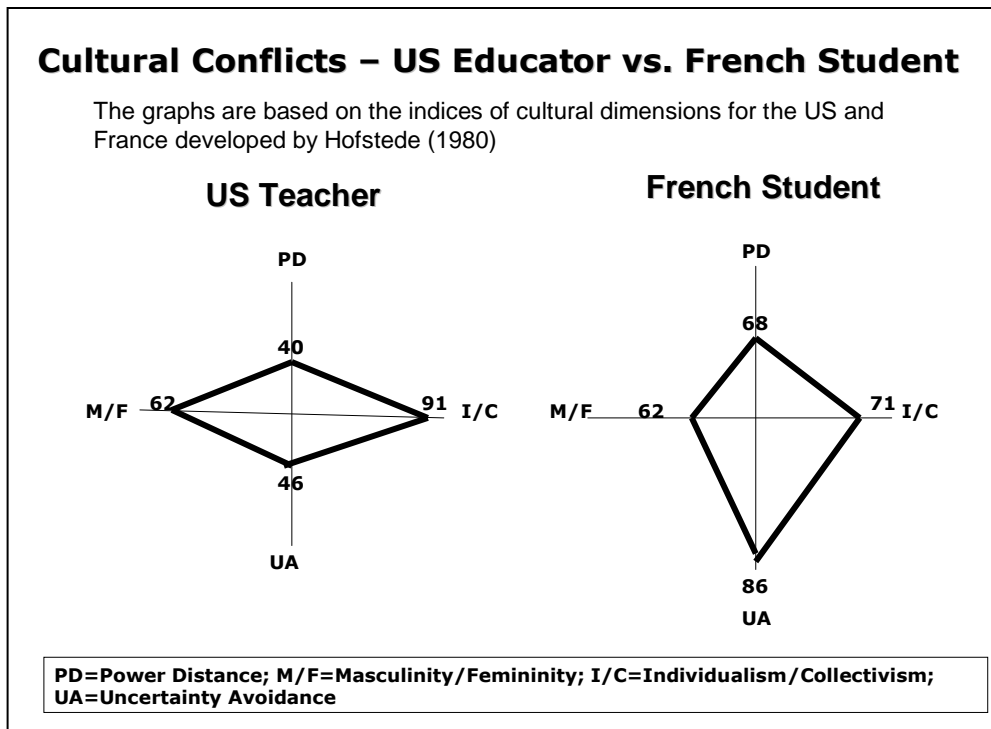 Cultural Conflicts – US Educator vs. French Student
The graphs are based on the indices of cultural dimensions for the US and
France developed by Hofstede (1980)
US Teacher
PD
40
62
M/F
91
I/C
46
UA
French Student
PD
68
M/F
62
71
I/C
86
UA
PD=Power Distance; M/F=Masculinity/Femininity; I/C=Individualism/Collectivism;
UA=Uncertainty Avoidance